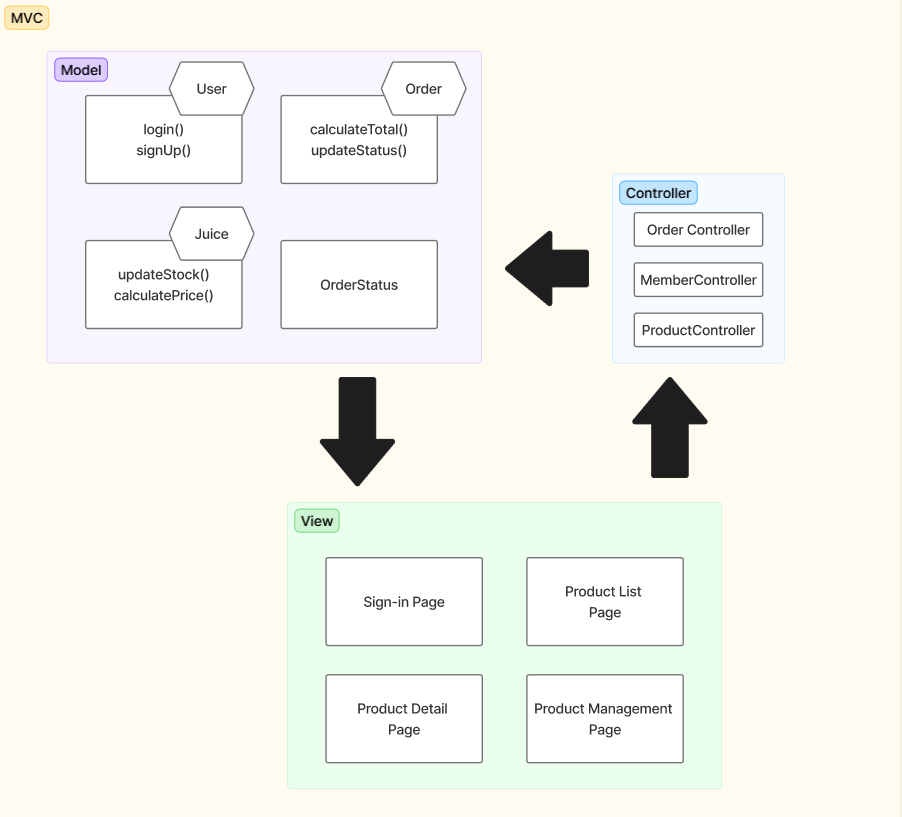 MVC
Model
User
login()
signUp()
Order
calculateTotal()
updateStatus()
Juice
updateStock()
calculatePrice()
OrderStatus
Controller
Order Controller
MemberController
ProductController
View
Sign-in Page
Product List
Page
Product Detail
Page
Product Management
Page